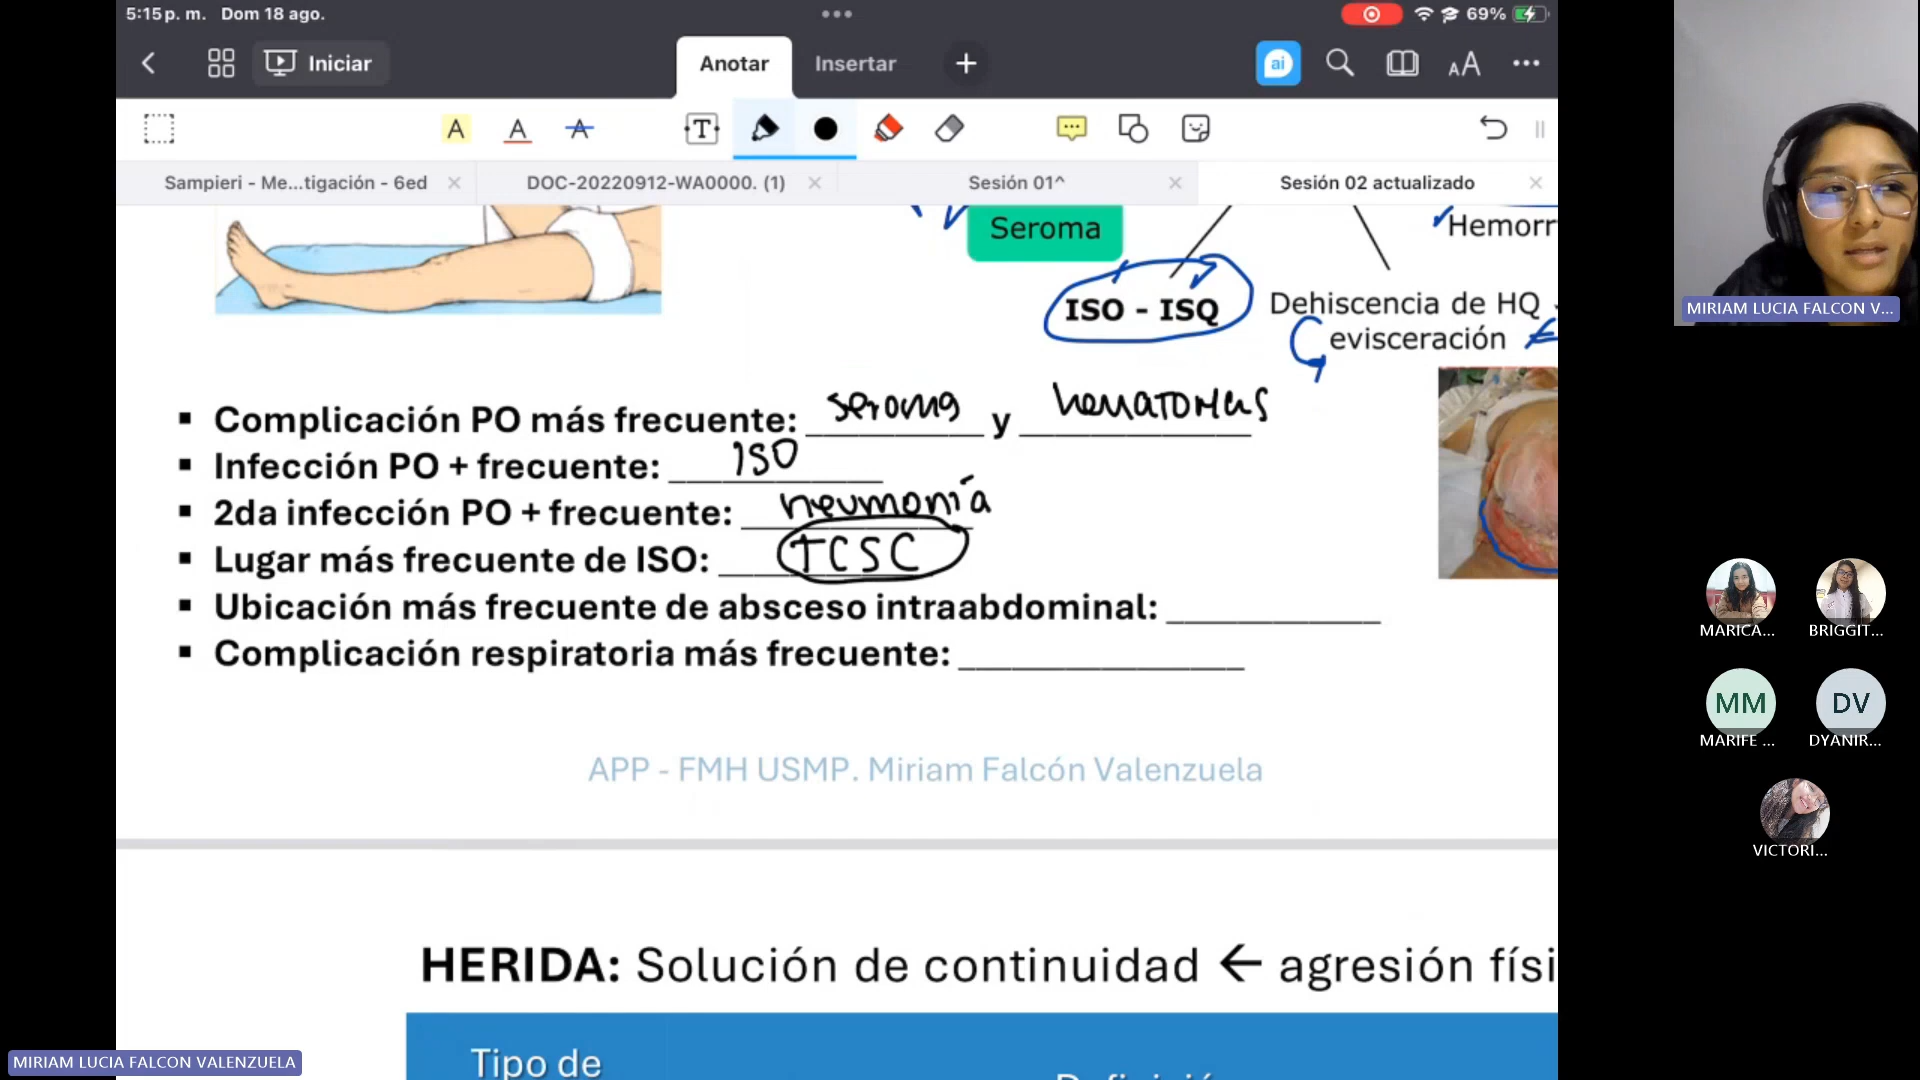 5:15 p. m. Dom 18 ago.
69%
Iniciar
Anotar
Insertar
ai
AA
A A A T
Sampieri - Me...tigación - 6ed
DOC-20220912-WA0000. (1)
Sesión 01^
Sesión 02 actualizado
Seroma
Hemorr
ISO - ISQ
Dehiscencia de HQ
evisceración
Complicación PO más frecuente: seroma y hematomas
Infección PO + frecuente: ISO
2da infección PO + frecuente: neumonía
Lugar más frecuente de ISO: TCSC
Ubicación más frecuente de absceso intraabdominal: ____________
Complicación respiratoria más frecuente: ________________
APP - FMH USMP. Miriam Falcón Valenzuela
HERIDA: Solución de continuidad ← agresión físi
Tipo de
MIRIAM LUCIA FALCON V...
MARICA...
BRIGGIT...
MM
DV
MARIFE ...
DYANIR...
VICTORI...
MIRIAM LUCIA FALCON VALENZUELA